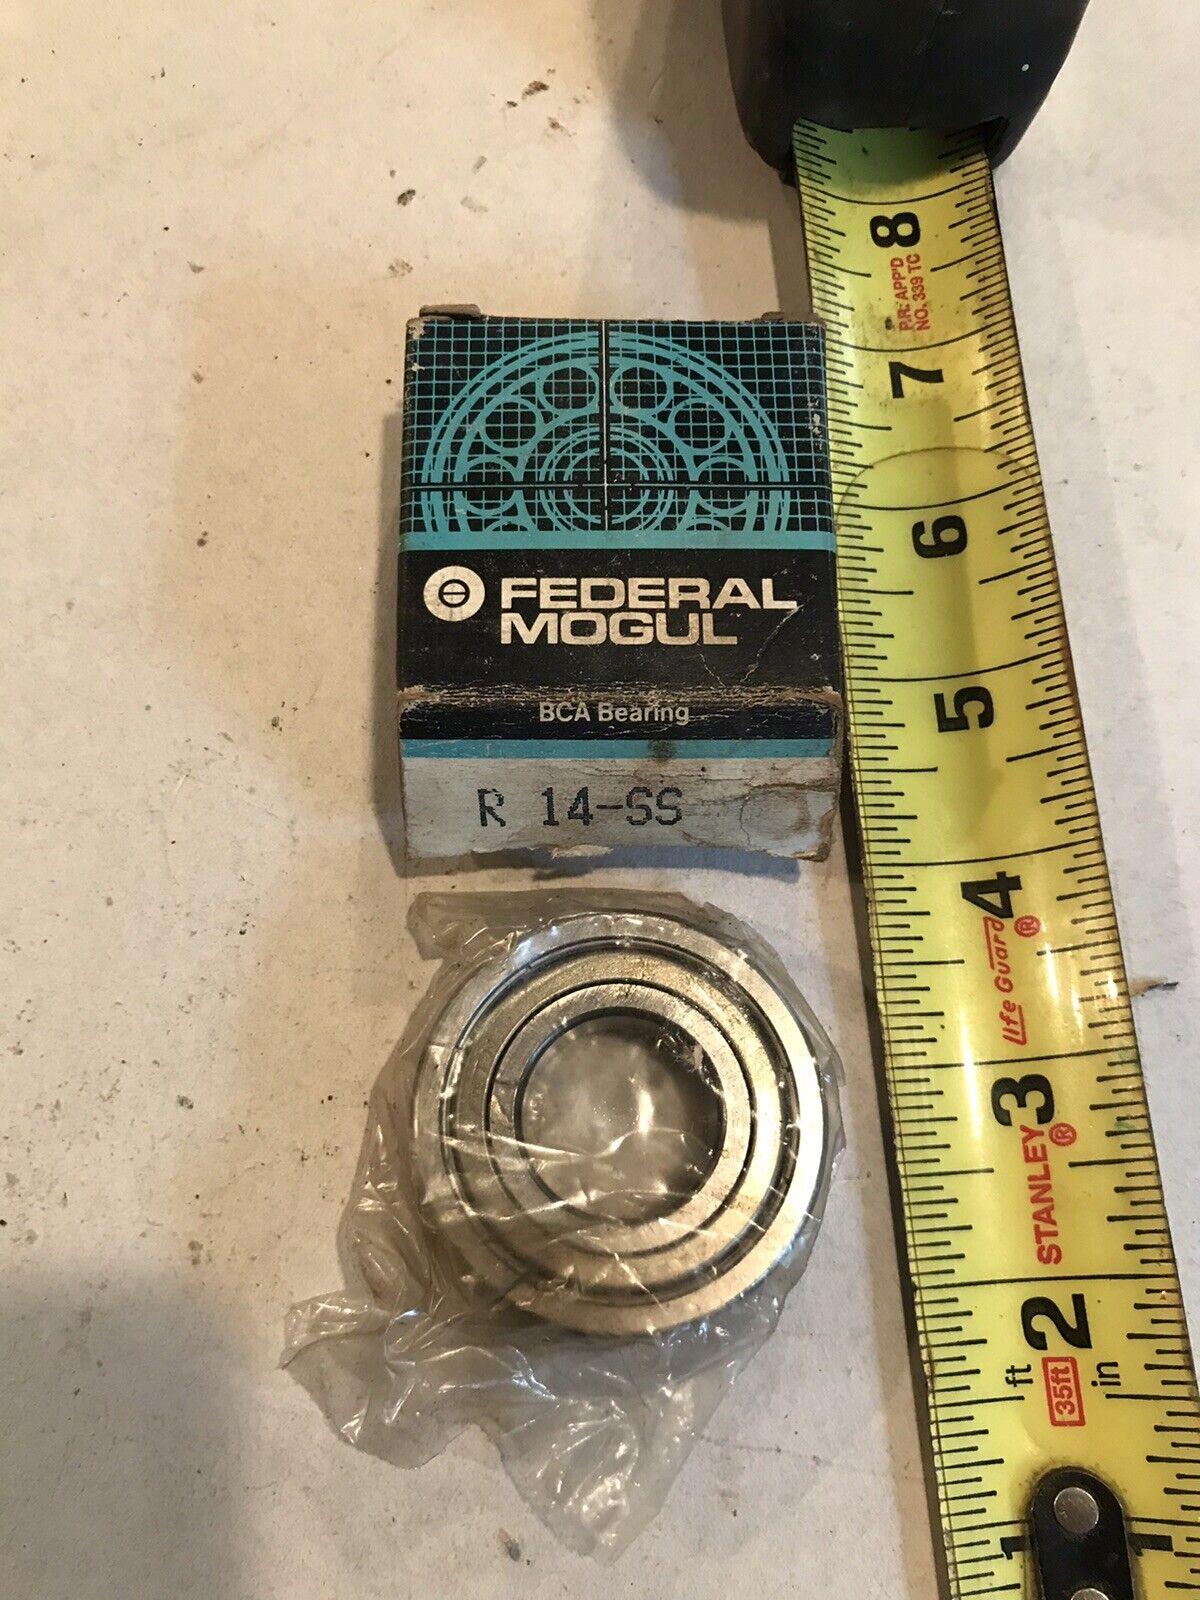 FEDERAL
MOGUL
BCA Bearing
R 14-SS
8
P.R. APP'D
NO. 339 TC
7
6
5
4
Life Guard®
3
STANLEY®
2
ft
35ft
in
1
1